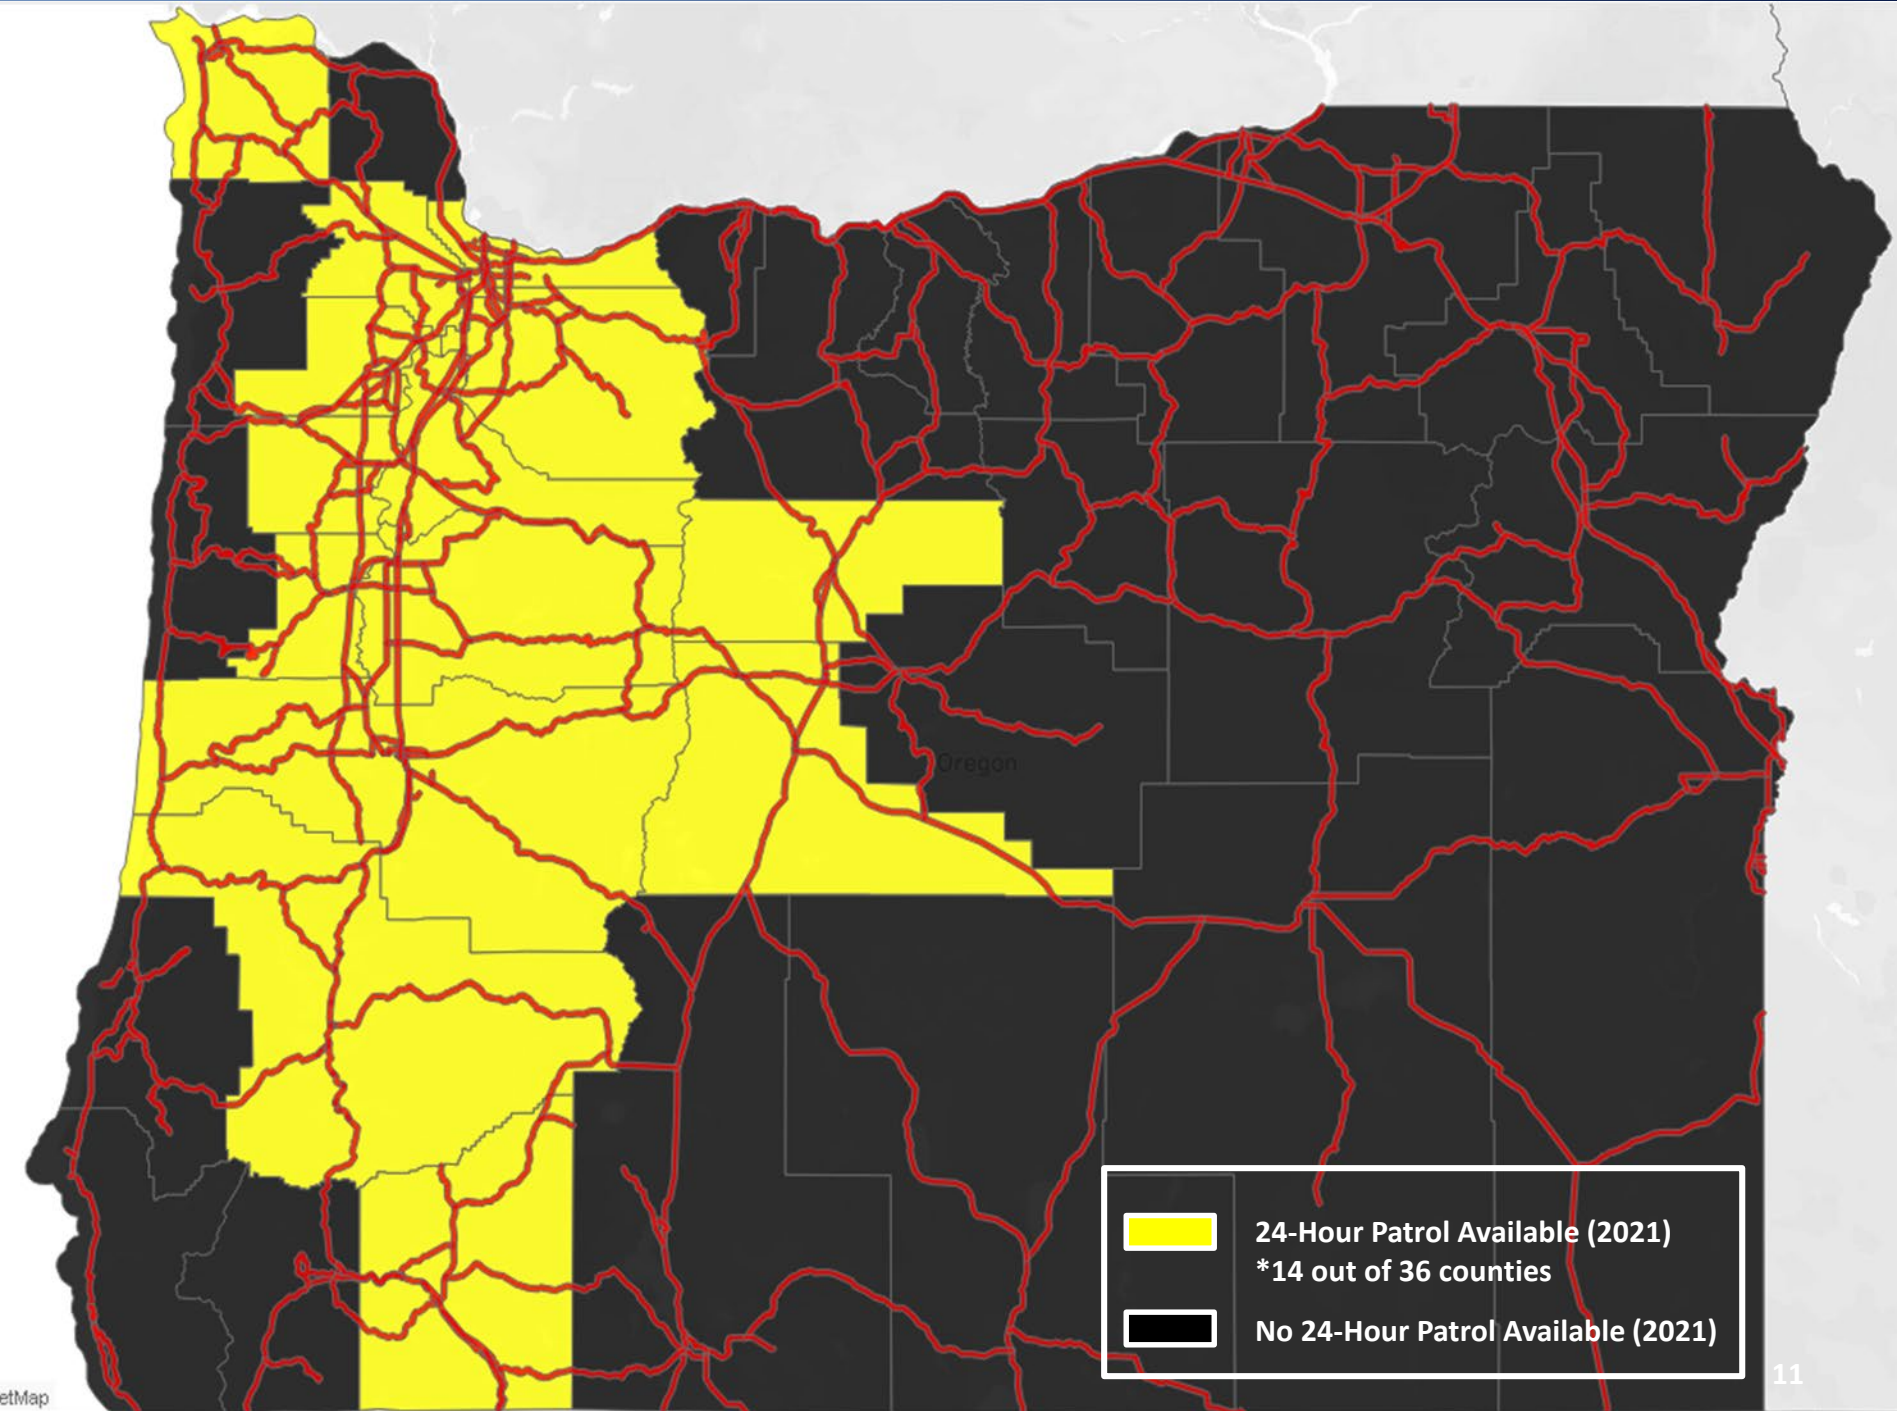 Oregon
24-Hour Patrol Available (2021)
*14 out of 36 counties
No 24-Hour Patrol Available (2021)
11
etMap